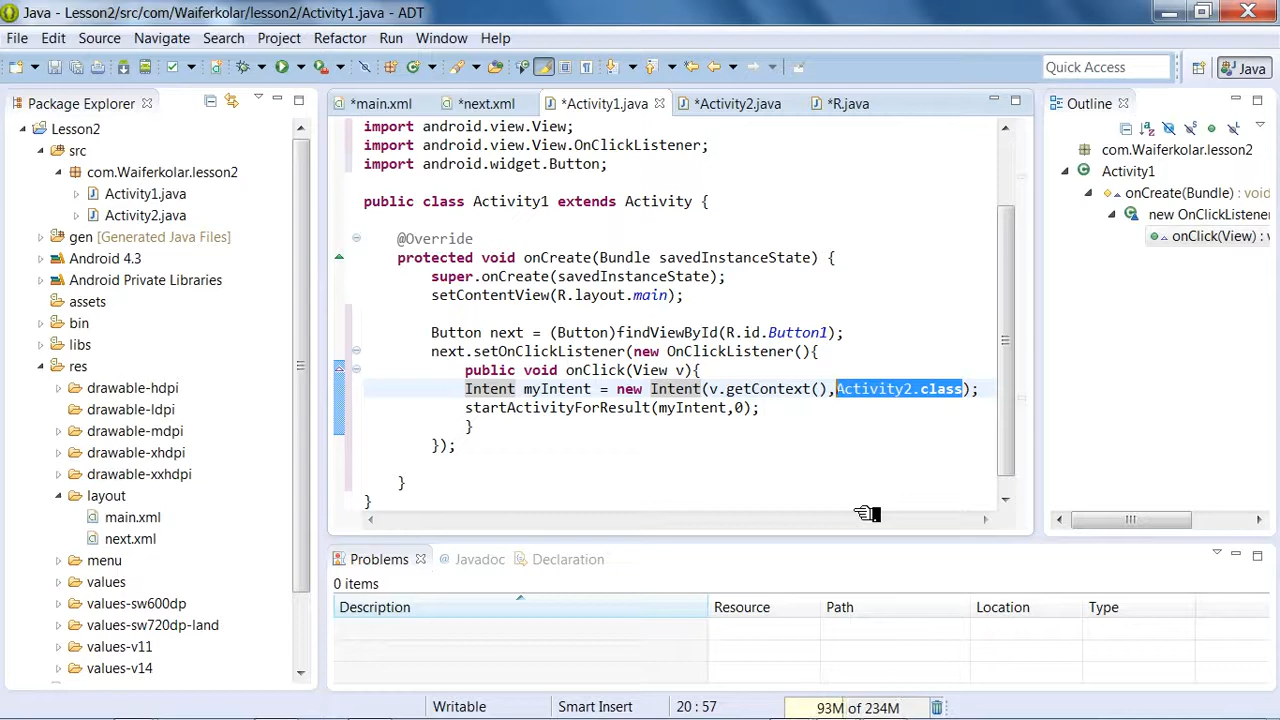 Java - Lesson2/src/com/Waiferkolar/lesson2/Activity1.java - ADT
File Edit Source Navigate Search Project Refactor Run Window Help
Quick Access
Java
Package Explorer
Lesson2
src
com.Waiferkolar.lesson2
Activity1.java
Activity2.java
gen [Generated Java Files]
Android 4.3
Android Private Libraries
assets
bin
libs
res
drawable-hdpi
drawable-ldpi
drawable-mdpi
drawable-xhdpi
drawable-xxhdpi
layout
main.xml
next.xml
menu
values
values-sw600dp
values-sw720dp-land
values-v11
values-v14
*main.xml *next.xml *Activity1.java *Activity2.java *R.java
import android.view.View;
import android.view.View.OnClickListener;
import android.widget.Button;
public class Activity1 extends Activity {
@Override
protected void onCreate(Bundle savedInstanceState) {
super.onCreate(savedInstanceState);
setContentView(R.layout.main);
Button next = (Button)findViewById(R.id.Button1);
next.setOnClickListener(new OnClickListener(){
public void onClick(View v){
Intent myIntent = new Intent(v.getContext(),Activity2.class);
startActivityForResult(myIntent,0);
}
});
}
}
Outline
com.Waiferkolar.lesson2
Activity1
onCreate(Bundle) : void
new OnClickListener
onClick(View) : v
Problems Javadoc Declaration
0 items
Description Resource Path Location Type
Writable Smart Insert 20 : 57 93M of 234M